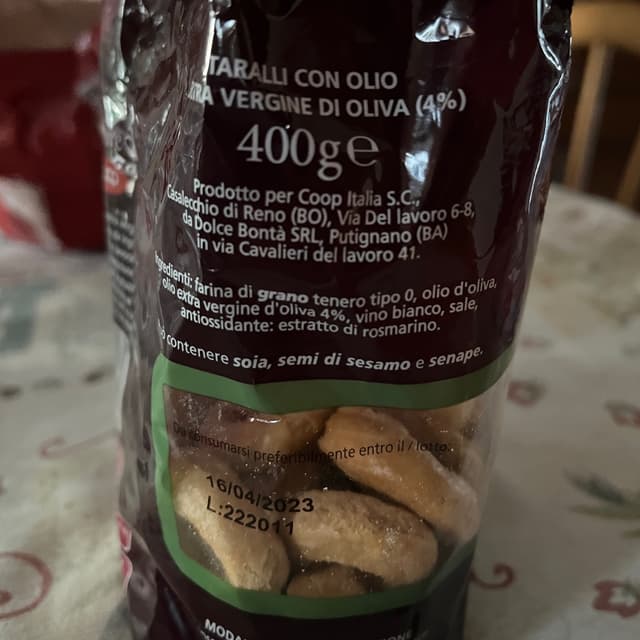 TARALLI CON OLIO
VERGINE DI OLIVA (4%)
400g℮
Prodotto per Coop Italia S.C.,
Casalecchio di Reno (BO), Via Del lavoro 6-8,
da Dolce Bontà SRL, Putignano (BA)
in via Cavalieri del lavoro 41.
Ingredienti: farina di grano tenero tipo 0, olio d'oliva,
olio extra vergine d'oliva 4%, vino bianco, sale,
antiossidante: estratto di rosmarino.
contenere soia, semi di sesamo e senape.
Da consumarsi preferibilmente entro il / lotto:
16/04/2023
L:222011